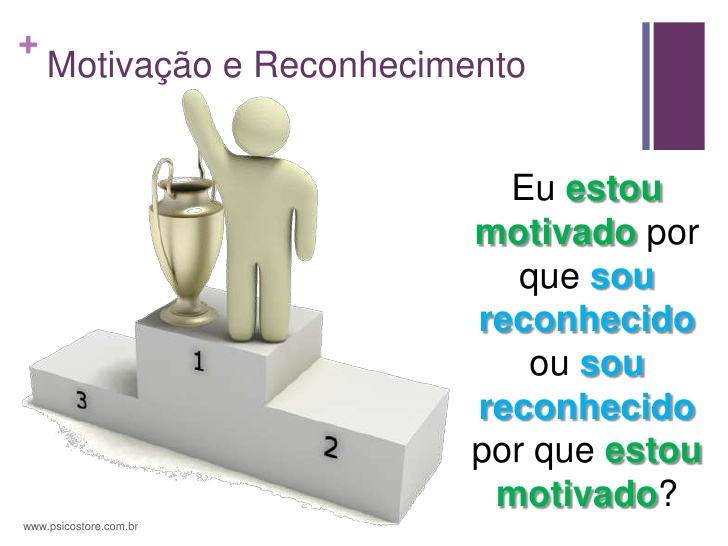 +
Motivação e Reconhecimento
Eu estou
motivado por
que sou
reconhecido
ou sou
reconhecido
por que estou
motivado?
1
3
2
www.psicostore.com.br